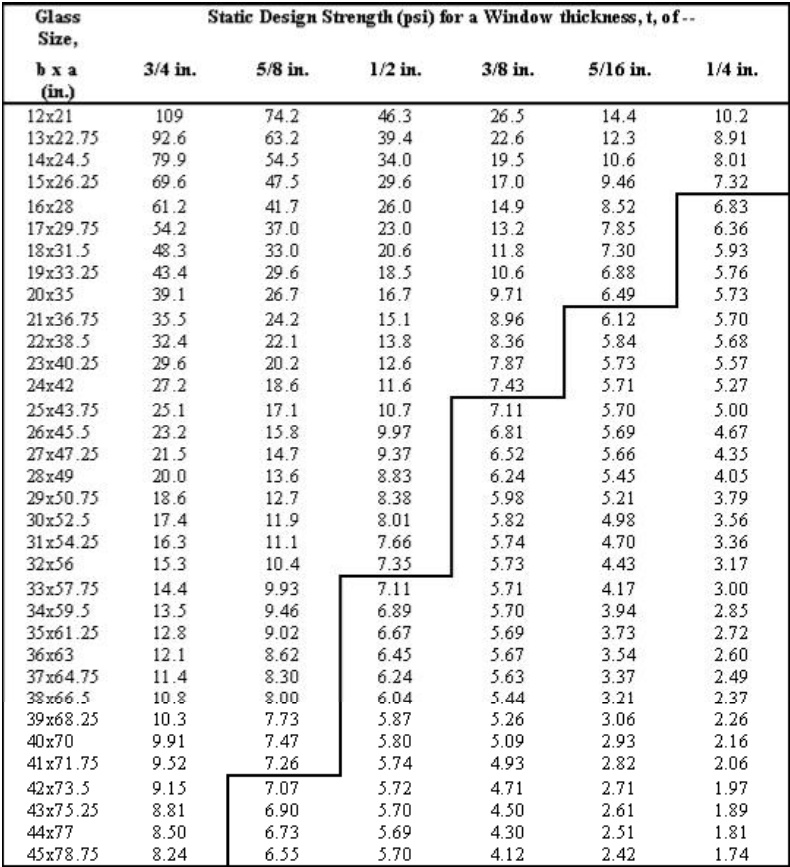 Glass Static Design Strength (psi) for a Window thickness, t, of --
Size,
b x a 3/4 in. 5/8 in. 1/2 in. 3/8 in. 5/16 in. 1/4 in.
(in.)
12x21 109 74.2 46.3 26.5 14.4 10.2
13x22.75 92.6 63.2 39.4 22.6 12.3 8.91
14x24.5 79.9 54.5 34.0 19.5 10.6 8.01
15x26.25 69.6 47.5 29.6 17.0 9.46 7.32
16x28 61.2 41.7 26.0 14.9 8.52 6.83
17x29.75 54.2 37.0 23.0 13.2 7.85 6.36
18x31.5 48.3 33.0 20.6 11.8 7.30 5.93
19x33.25 43.4 29.6 18.5 10.6 6.88 5.76
20x35 39.1 26.7 16.7 9.71 6.49 5.73
21x36.75 35.5 24.2 15.1 8.96 6.12 5.70
22x38.5 32.4 22.1 13.8 8.36 5.84 5.68
23x40.25 29.6 20.2 12.6 7.87 5.73 5.57
24x42 27.2 18.6 11.6 7.43 5.71 5.27
25x43.75 25.1 17.1 10.7 7.11 5.70 5.00
26x45.5 23.2 15.8 9.97 6.81 5.69 4.67
27x47.25 21.5 14.7 9.37 6.52 5.66 4.35
28x49 20.0 13.6 8.83 6.24 5.45 4.05
29x50.75 18.6 12.7 8.38 5.98 5.21 3.79
30x52.5 17.4 11.9 8.01 5.82 4.98 3.56
31x54.25 16.3 11.1 7.66 5.74 4.70 3.36
32x56 15.3 10.4 7.35 5.73 4.43 3.17
33x57.75 14.4 9.93 7.11 5.71 4.17 3.00
34x59.5 13.5 9.46 6.89 5.70 3.94 2.85
35x61.25 12.8 9.02 6.67 5.69 3.73 2.72
36x63 12.1 8.62 6.45 5.67 3.54 2.60
37x64.75 11.4 8.30 6.24 5.63 3.37 2.49
38x66.5 10.8 8.00 6.04 5.44 3.21 2.37
39x68.25 10.3 7.73 5.87 5.26 3.06 2.26
40x70 9.91 7.47 5.80 5.09 2.93 2.16
41x71.75 9.52 7.26 5.74 4.93 2.82 2.06
42x73.5 9.15 7.07 5.72 4.71 2.71 1.97
43x75.25 8.81 6.90 5.70 4.50 2.61 1.89
44x77 8.50 6.73 5.69 4.30 2.51 1.81
45x78.75 8.24 6.55 5.70 4.12 2.42 1.74